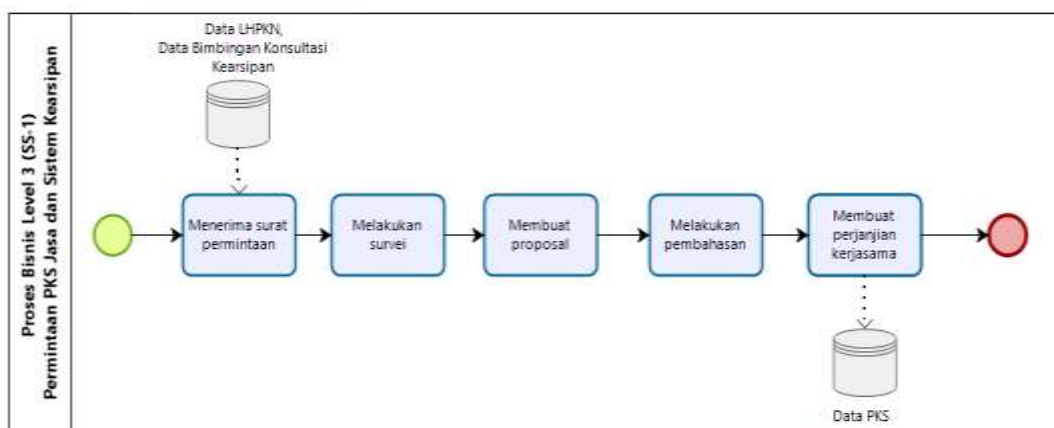 Proses Bisnis Level 3 (SS-1)
Permintaan PKS Jasa dan Sistem Kearsipan
Data LHPKN,
Data Bimbingan Konsultasi
Kearsipan
Menerima surat
permintaan
Melakukan
survei
Membuat
proposal
Melakukan
pembahasan
Membuat
perjanjian
kerjasama
Data PKS